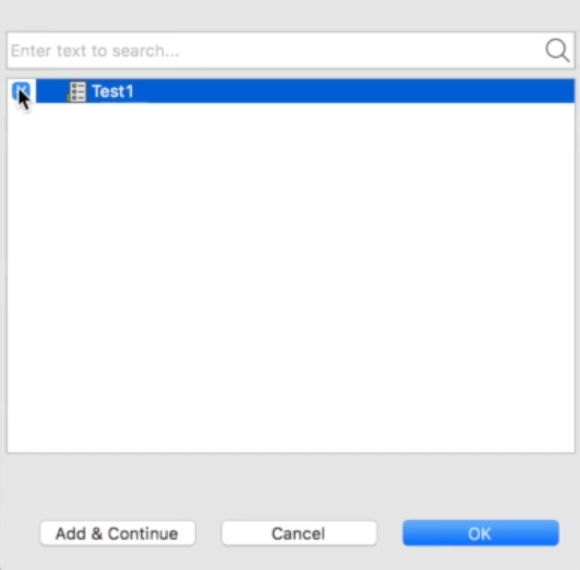 Enter text to search...
Test1
Add & Continue
Cancel
OK